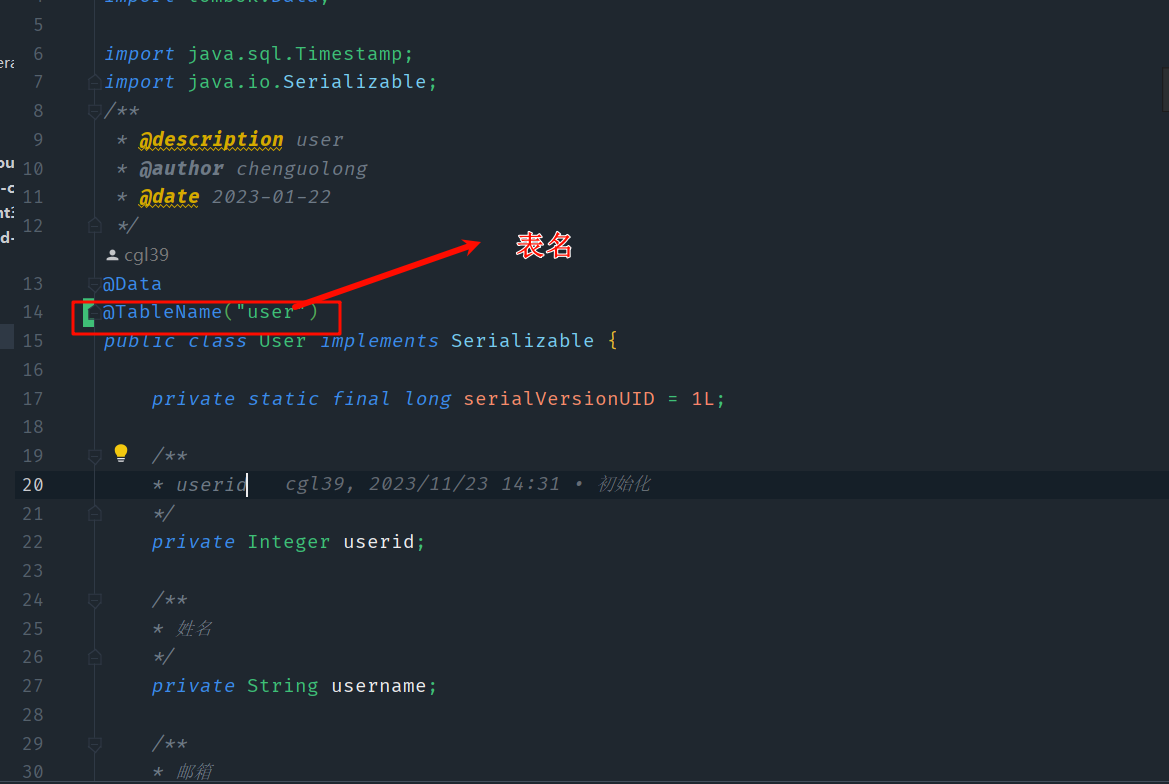 5
6 import java.sql.Timestamp;
7 import java.io.Serializable;
8 /**
9 * @description user
10 * @author chenguolong
11 * @date 2023-01-22
12 */
表名
cgl39
13 @Data
14 @TableName("user")
15 public class User implements Serializable {
16
17 private static final long serialVersionUID = 1L;
18
19 /**
20 * userid cgl39, 2023/11/23 14:31 • 初始化
21 */
22 private Integer userid;
23
24 /**
25 * 姓名
26 */
27 private String username;
28
29 /**
30 * 邮箱